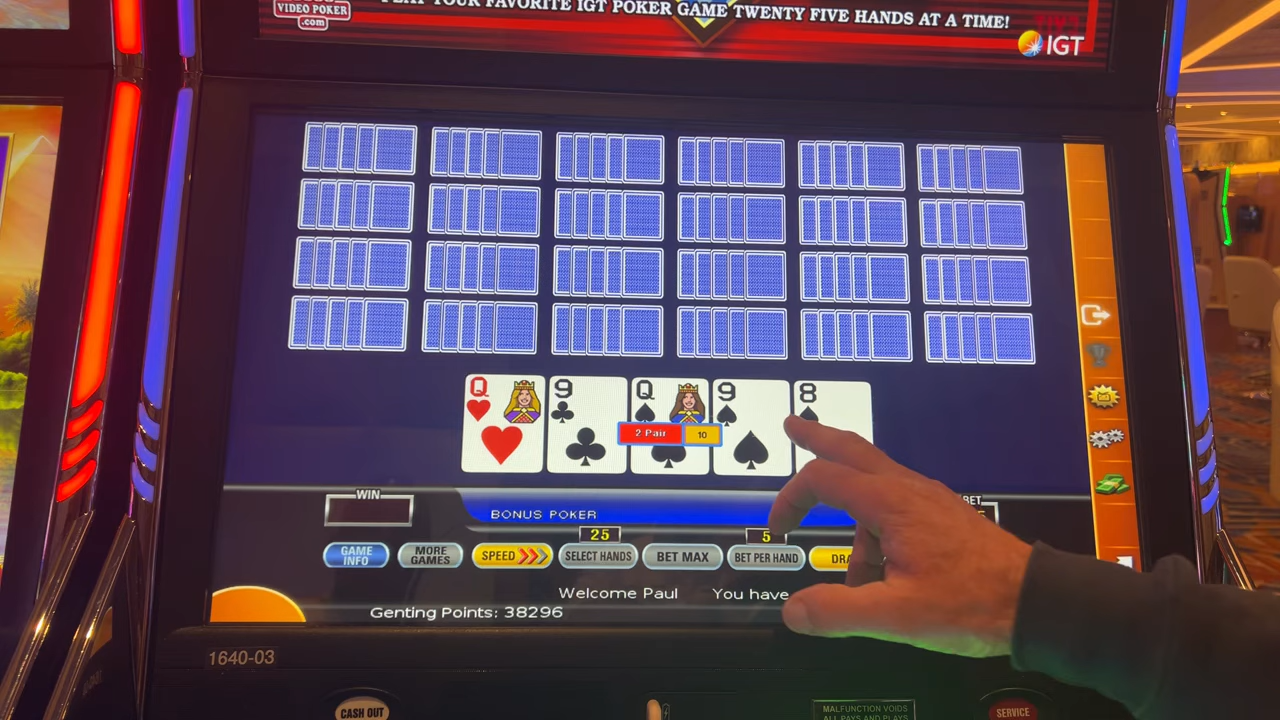 VIDEO POKER
.com
PLAY YOUR FAVORITE IGT POKER GAME TWENTY FIVE HANDS AT A TIME!
IGT
Q 9 Q 9 8
2 Pair 10
WIN
BET
BONUS POKER
25
5
GAME INFO
MORE GAMES
SPEED
SELECT HANDS
BET MAX
BET PER HAND
Welcome Paul You have
Genting Points: 38296
1640-03
CASH OUT
MALFUNCTION VOIDS
ALL PAYS AND PLAYS
SERVICE